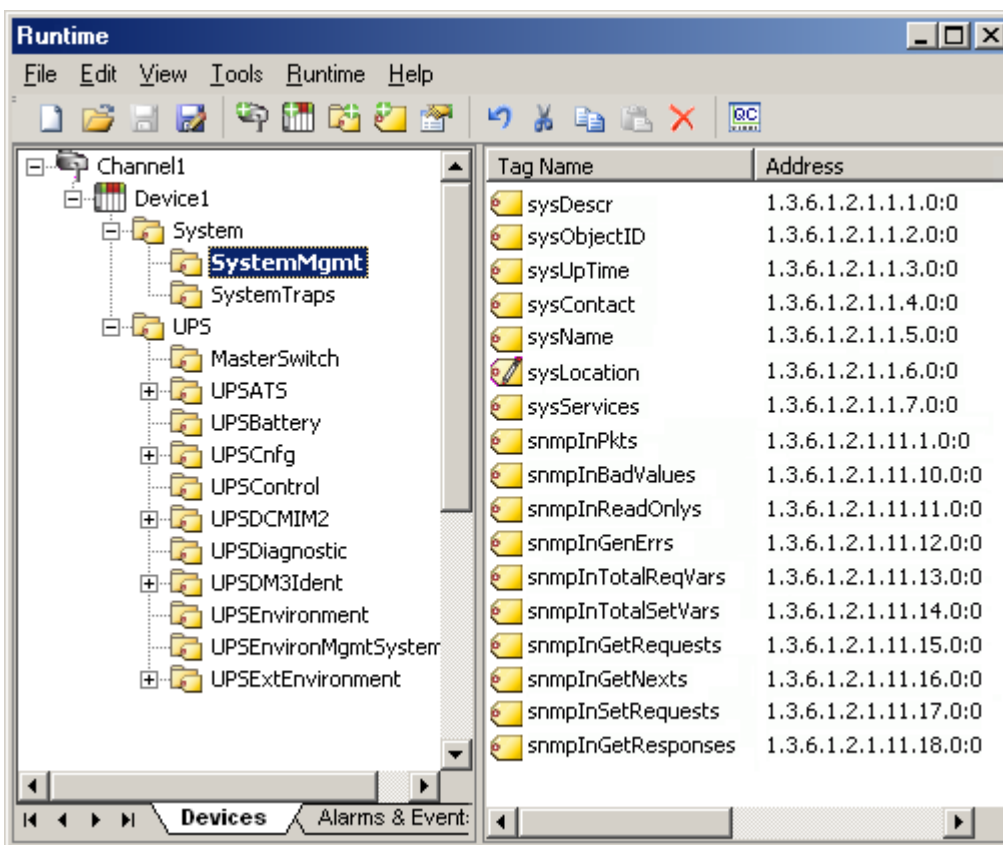 Runtime
File Edit View Tools Runtime Help
QC
Channel1
Device1
System
SystemMgmt
SystemTraps
UPS
MasterSwitch
UPSATS
UPSBattery
UPSCnfg
UPSControl
UPSDCMIM2
UPSDiagnostic
UPSDM3Ident
UPSEnvironment
UPSEnvironMgmtSystem
UPSExtEnvironment
Devices Alarms & Event
Tag Name Address
sysDescr 1.3.6.1.2.1.1.1.0:0
sysObjectID 1.3.6.1.2.1.1.2.0:0
sysUpTime 1.3.6.1.2.1.1.3.0:0
sysContact 1.3.6.1.2.1.1.4.0:0
sysName 1.3.6.1.2.1.1.5.0:0
sysLocation 1.3.6.1.2.1.1.6.0:0
sysServices 1.3.6.1.2.1.1.7.0:0
snmpInPkts 1.3.6.1.2.1.11.1.0:0
snmpInBadValues 1.3.6.1.2.1.11.10.0:0
snmpInReadOnlys 1.3.6.1.2.1.11.11.0:0
snmpInGenErrs 1.3.6.1.2.1.11.12.0:0
snmpInTotalReqVars 1.3.6.1.2.1.11.13.0:0
snmpInTotalSetVars 1.3.6.1.2.1.11.14.0:0
snmpInGetRequests 1.3.6.1.2.1.11.15.0:0
snmpInGetNexts 1.3.6.1.2.1.11.16.0:0
snmpInSetRequests 1.3.6.1.2.1.11.17.0:0
snmpInGetResponses 1.3.6.1.2.1.11.18.0:0